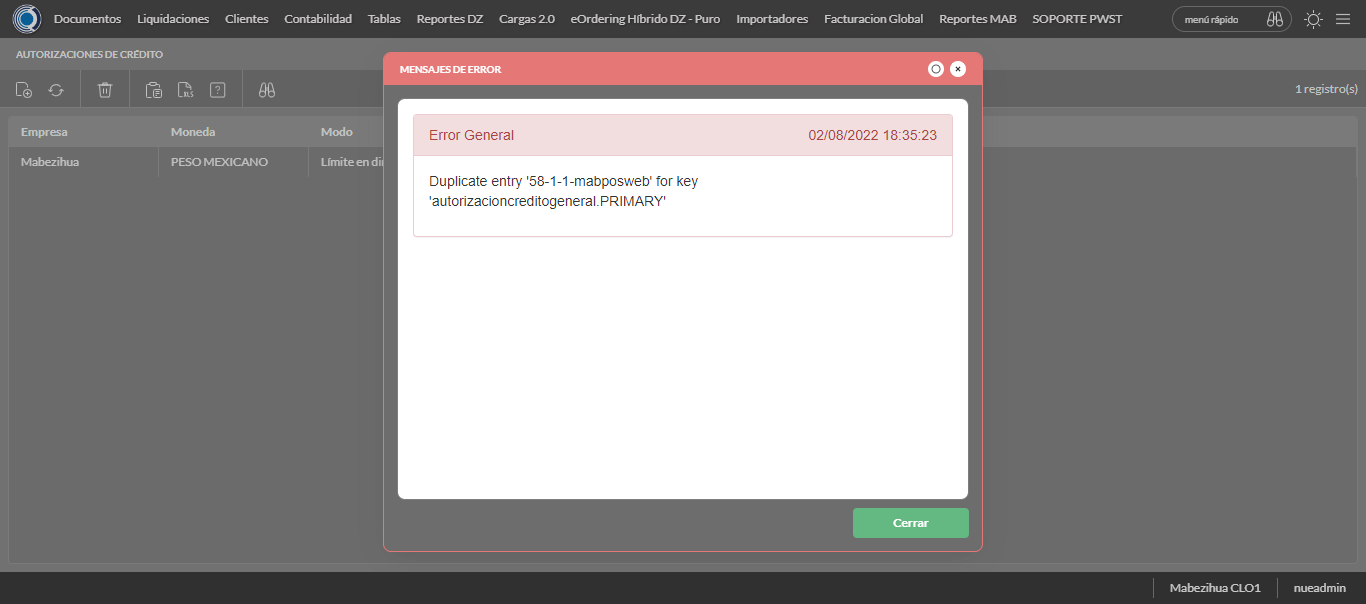 Documentos Liquidaciones Clientes Contabilidad Tablas Reportes DZ Cargas 2.0 eOrdering Híbrido DZ - Puro Importadores Facturacion Global Reportes MAB SOPORTE PWST menú rápido
AUTORIZACIONES DE CRÉDITO
MENSAJES DE ERROR
XLS ? 1 registro(s)
Error General 02/08/2022 18:35:23
Empresa Moneda Modo
Mabezihua PESO MEXICANO Límite en
Duplicate entry '58-1-1-mabposweb' for key
'autorizacioncreditogeneral.PRIMARY'
Cerrar
Mabezihua CLO1 nueadmin